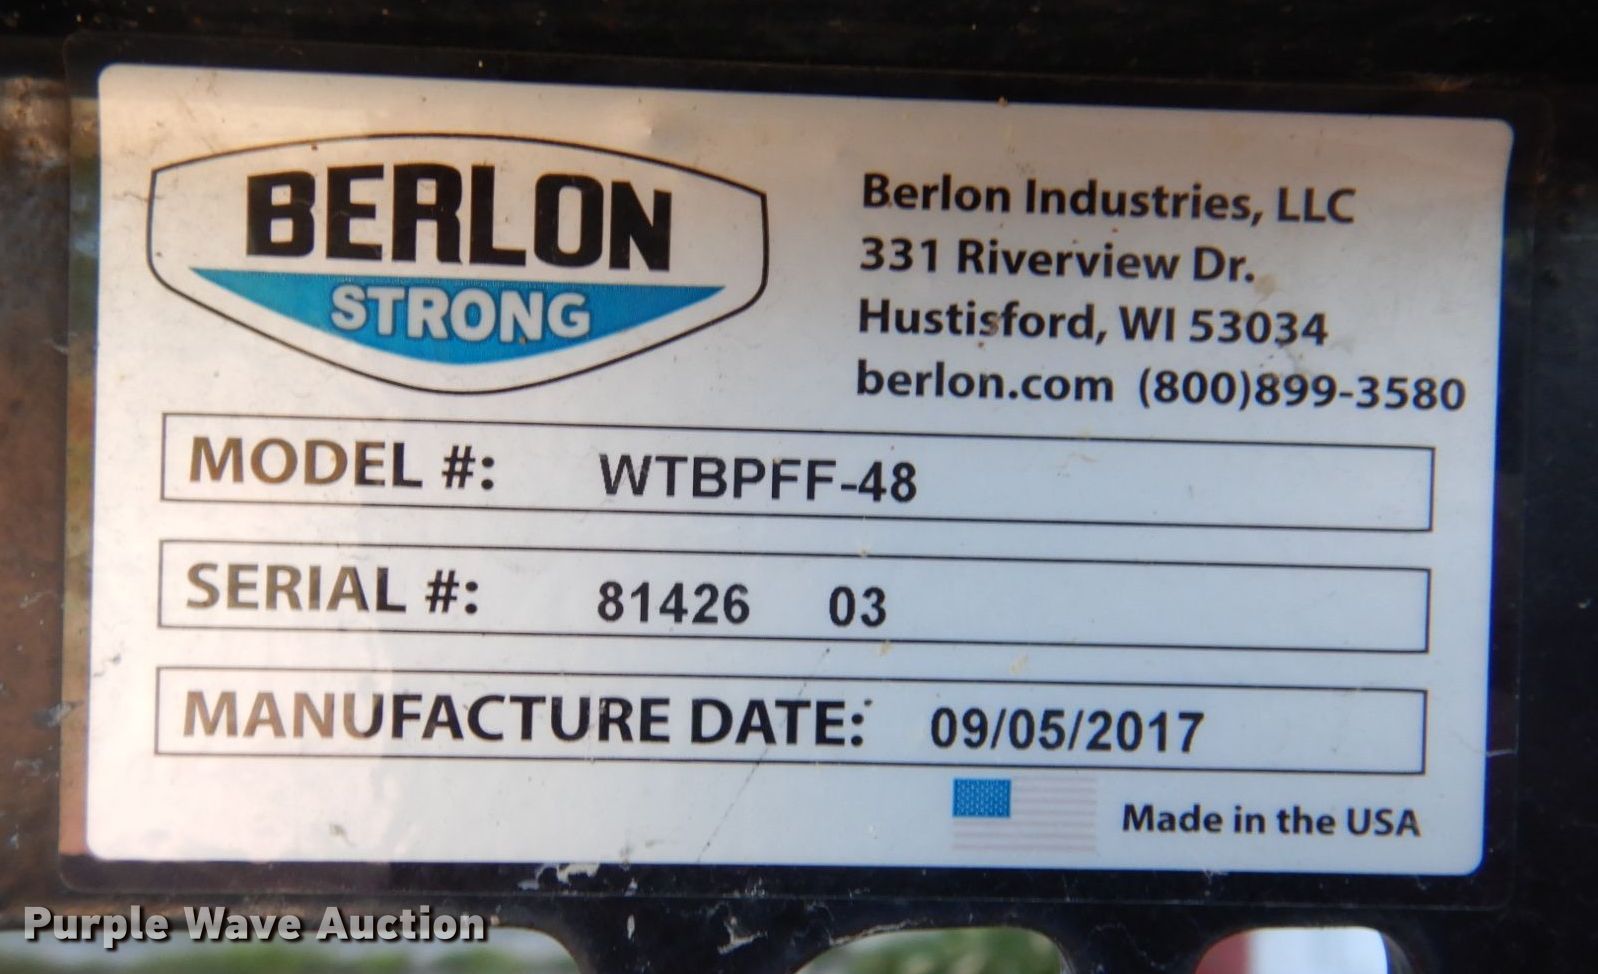 BERLON
STRONG
Berlon Industries, LLC
331 Riverview Dr.
Hustisford, WI 53034
berlon.com (800)899-3580
MODEL #: WTBPFF-48
SERIAL #: 81426 03
MANUFACTURE DATE: 09/05/2017
Made in the USA
Purple Wave Auction